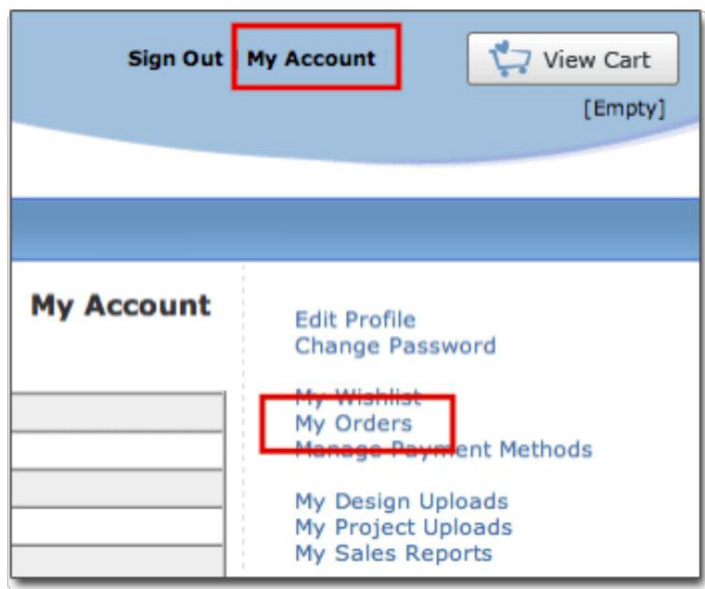 Sign Out My Account View Cart
[Empty]
My Account
Edit Profile
Change Password
My Wishlist
My Orders
Manage Payment Methods
My Design Uploads
My Project Uploads
My Sales Reports